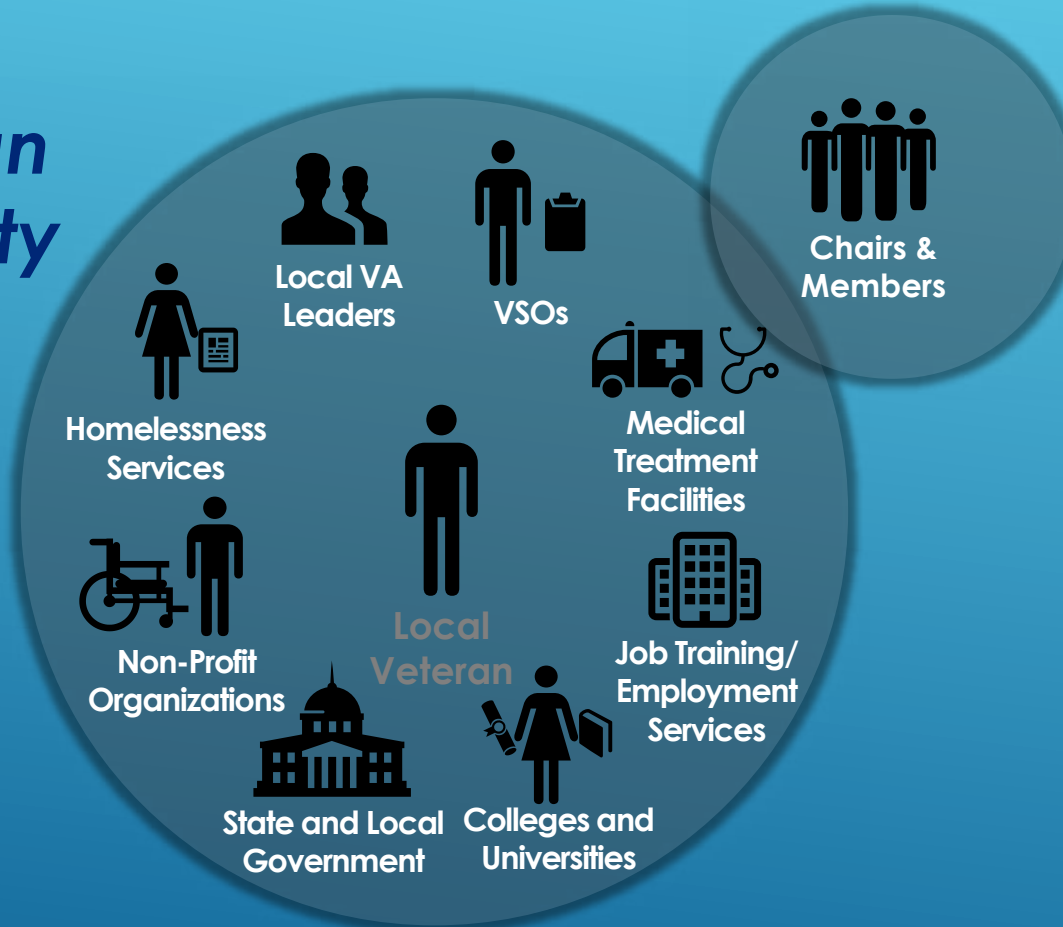 Chairs &
Members
Local VA
Leaders
VSOs
Homelessness
Services
Medical
Treatment
Facilities
Local
Veteran
Non-Profit
Organizations
Job Training/
Employment
Services
State and Local
Government
Colleges and
Universities